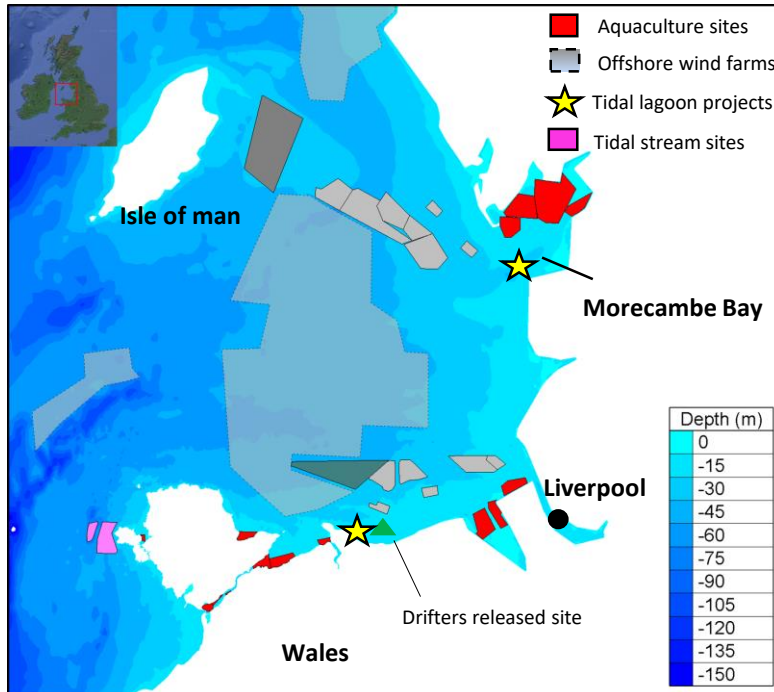 Aquaculture sites
Offshore wind farms
Tidal lagoon projects
Tidal stream sites
Isle of man
Morecambe Bay
Depth (m)
0
-15
-30
-45
-60
-75
-90
-105
-120
-135
-150
Liverpool
Drifters released site
Wales